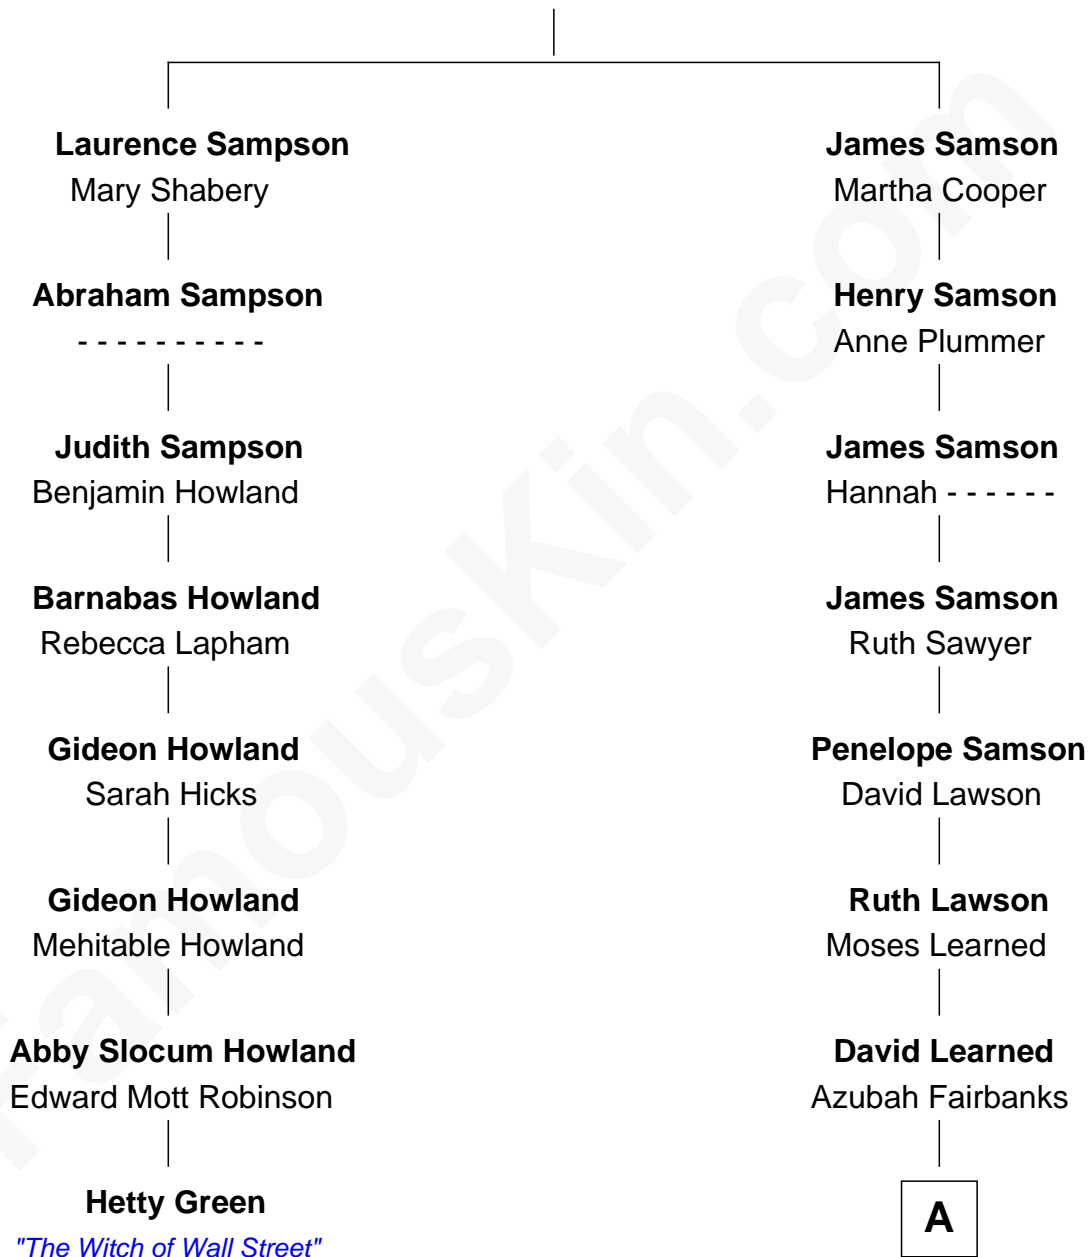 Laurence Sampson
Mary Shabery
Abraham Sampson
- - - - - - - - - -
Judith Sampson
Benjamin Howland
Barnabas Howland
Rebecca Lapham
Gideon Howland
Sarah Hicks
Gideon Howland
Mehitable Howland
Abby Slocum Howland
Edward Mott Robinson
Hetty Green
"The Witch of Wall Street"
James Samson
Martha Cooper
Henry Samson
Anne Plummer
James Samson
Hannah - - - - - -
James Samson
Ruth Sawyer
Penelope Samson
David Lawson
Ruth Lawson
Moses Learned
David Learned
Azubah Fairbanks
A
FamousKin.com